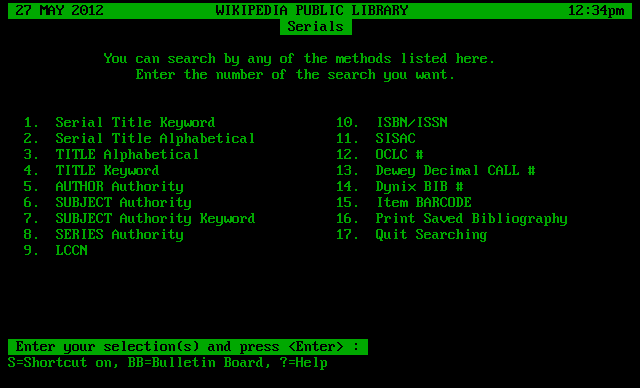 27 MAY 2012 WIKIPEDIA PUBLIC LIBRARY 12:34pm
Serials
You can search by any of the methods listed here.
Enter the number of the search you want.
1. Serial Title Keyword 10. ISBN/ISSN
2. Serial Title Alphabetical 11. SISAC
3. TITLE Alphabetical 12. OCLC #
4. TITLE Keyword 13. Dewey Decimal CALL #
5. AUTHOR Authority 14. Dynix BIB #
6. SUBJECT Authority 15. Item BARCODE
7. SUBJECT Authority Keyword 16. Print Saved Bibliography
8. SERIES Authority 17. Quit Searching
9. LCCN
Enter your selection(s) and press <Enter> :
S=Shortcut on, BB=Bulletin Board, ?=Help